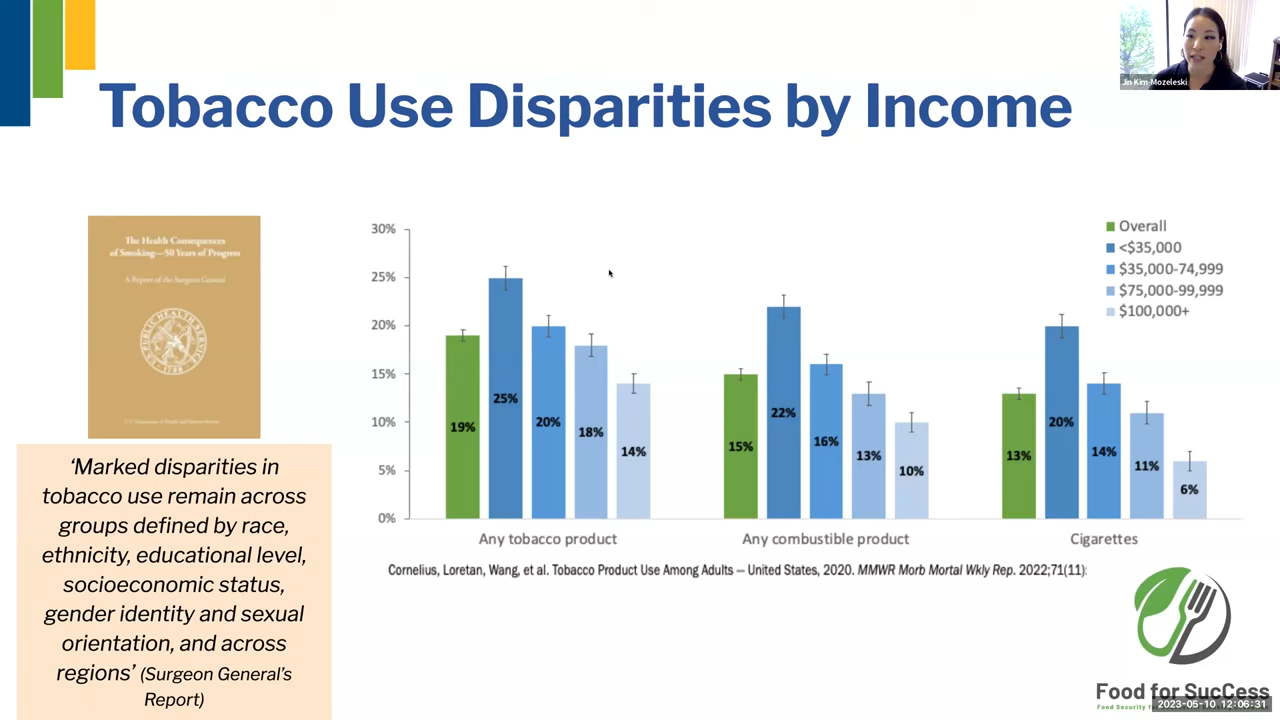 Jin Kim-Mozeleski
Tobacco Use Disparities by Income
The Health Consequences
of Smoking—50 Years of Progress
A Report of the Surgeon General
‘Marked disparities in
tobacco use remain across
groups defined by race,
ethnicity, educational level,
socioeconomic status,
gender identity and sexual
orientation, and across
regions’ (Surgeon General’s
Report)
30%
25%
20%
15%
10%
5%
0%
Overall
<$35,000
$35,000-74,999
$75,000-99,999
$100,000+
19%
25%
20%
18%
14%
15%
22%
16%
13%
10%
13%
20%
14%
11%
6%
Any tobacco product
Any combustible product
Cigarettes
Cornelius, Loretan, Wang, et al. Tobacco Product Use Among Adults — United States, 2020. MMWR Morb Mortal Wkly Rep. 2022;71(11):
Food for SucCess
Food Security
2023-05-10 12:06:31